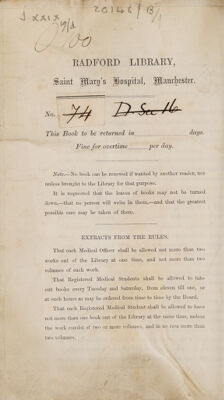 J.xxix
20146/B/1
19/d
200
RADFORD LIBRARY,
Saint Mary's Hospital, Manchester.
No. 74
This Book to be returned in days.
Fine for overtime per day.
Note.—No book can be renewed if wanted by another reader, nor
unless brought to the Library for that purpose.
It is requested that the leaves of books may not be turned
down,—that no person will write in them,—and that the greatest
possible care may be taken of them.
EXTRACTS FROM THE RULES.
That each Medical Officer shall be allowed not more than two
works out of the Library at one time, and not more than two
volumes of each work.
That Registered Medical Students shall be allowed to take
out books every Tuesday and Saturday, from eleven till one, or
at such hours as may be ordered from time to time by the Board.
That each Registered Medical Student shall be allowed to have
not more than one book out of the Library at the same time, unless
the work consist of two or more volumes, and in no case more than
two volumes.